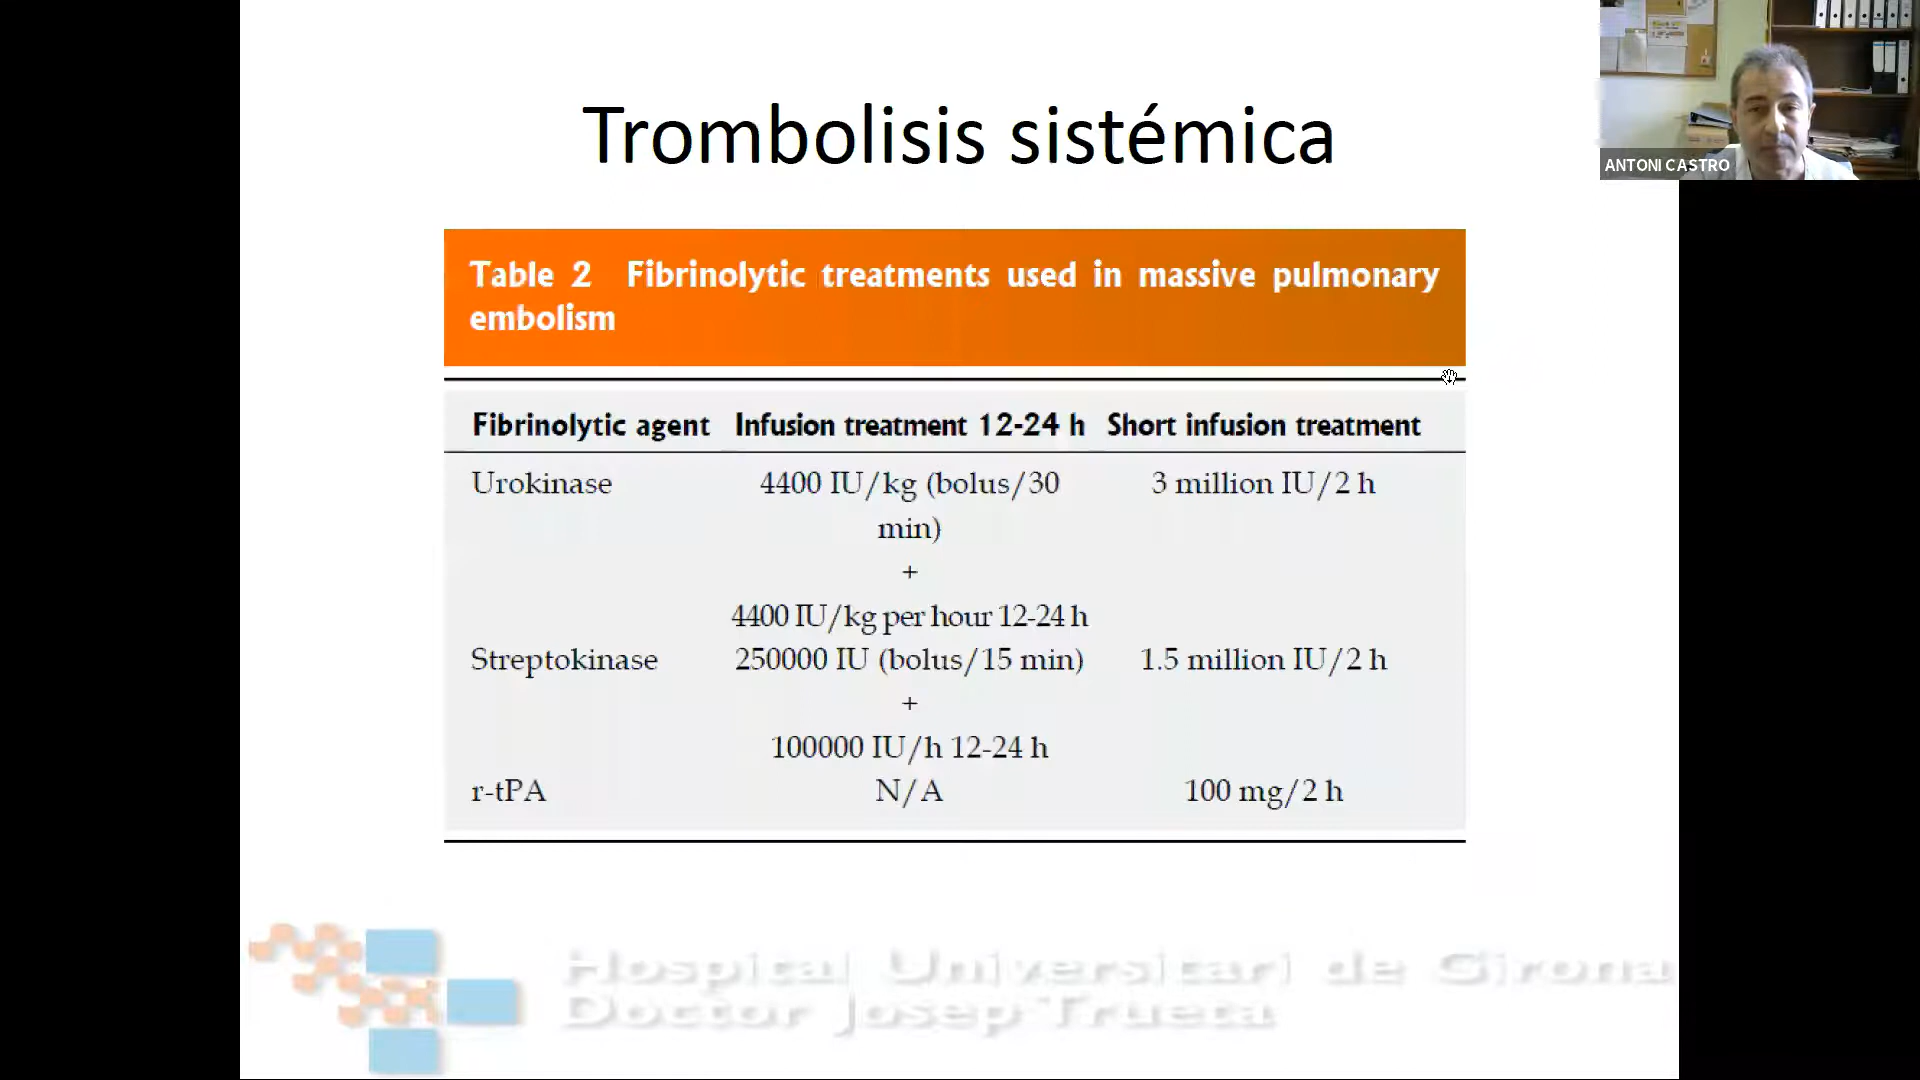 Trombolisis sistémica
ANTONI CASTRO
Table 2 Fibrinolytic treatments used in massive pulmonary
embolism
Fibrinolytic agent Infusion treatment 12-24 h Short infusion treatment
Urokinase 4400 IU/kg (bolus/30 3 million IU/2 h
min)
+
4400 IU/kg per hour 12-24 h
Streptokinase 250000 IU (bolus/15 min) 1.5 million IU/2 h
+
100000 IU/h 12-24 h
r-tPA N/A 100 mg/2 h
Hospital Universitari de Girona
Doctor Josep Trueta